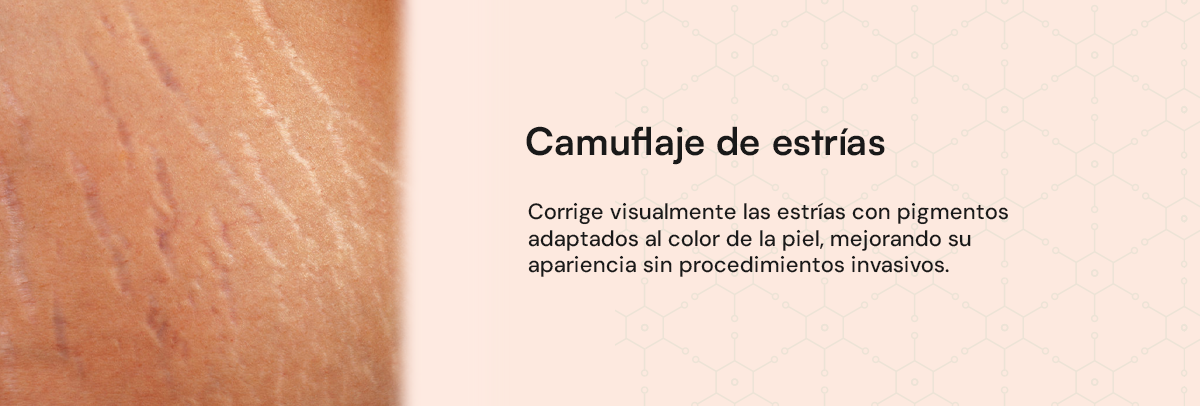 Camuflaje de estrías
Corrige visualmente las estrías con pigmentos
adaptados al color de la piel, mejorando su
apariencia sin procedimientos invasivos.